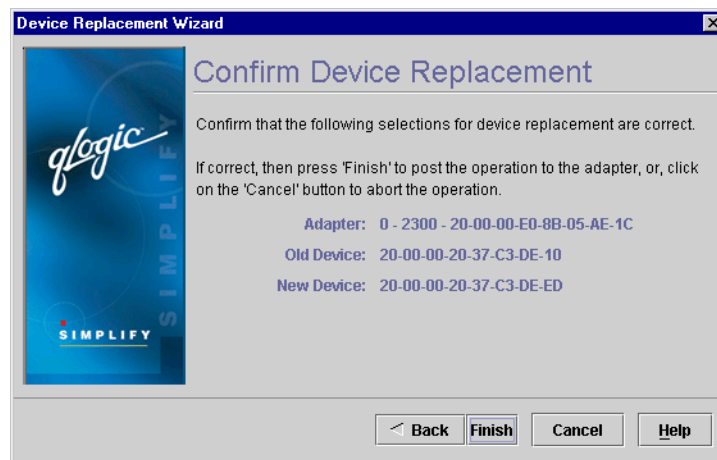 Device Replacement Wizard
Confirm Device Replacement
Confirm that the following selections for device replacement are correct.
If correct, then press 'Finish' to post the operation to the adapter, or, click
on the 'Cancel' button to abort the operation.
Adapter: 0 - 2300 - 20-00-00-E0-8B-05-AE-1C
Old Device: 20-00-00-20-37-C3-DE-10
New Device: 20-00-00-20-37-C3-DE-ED
qlogic
SIMPLIFY
SIMPLIFY
Back Finish Cancel Help